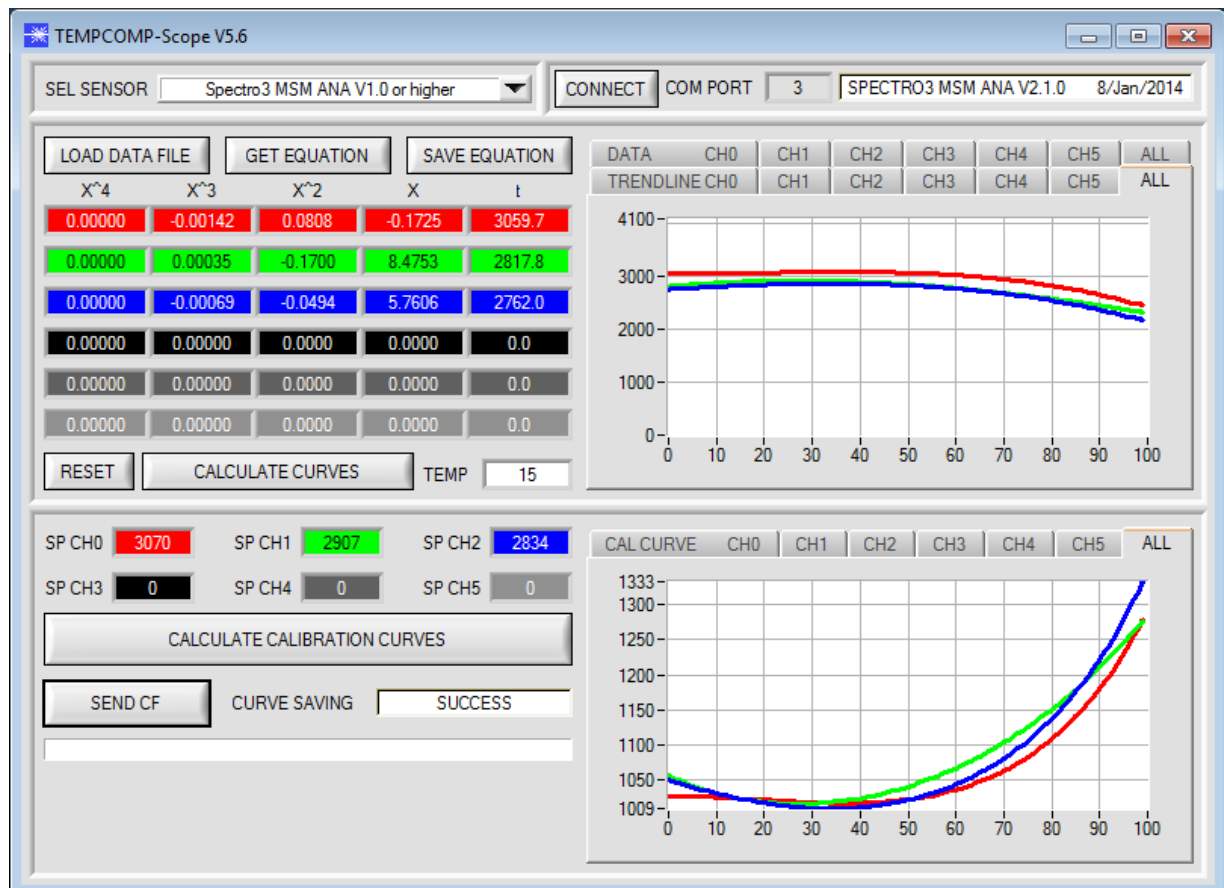 TEMPCOMP-Scope V5.6
SEL SENSOR Spectro3 MSM ANA V1.0 or higher CONNECT COM PORT 3 SPECTRO3 MSM ANA V2.1.0 8/Jan/2014
LOAD DATA FILE GET EQUATION SAVE EQUATION
X^4 X^3 X^2 X t
0.00000 -0.00142 0.0808 -0.1725 3059.7
0.00000 0.00035 -0.1700 8.4753 2817.8
0.00000 -0.00069 -0.0494 5.7606 2762.0
0.00000 0.00000 0.0000 0.0000 0.0
0.00000 0.00000 0.0000 0.0000 0.0
0.00000 0.00000 0.0000 0.0000 0.0
RESET CALCULATE CURVES TEMP 15
DATA CH0 CH1 CH2 CH3 CH4 CH5 ALL
TRENDLINE CH0 CH1 CH2 CH3 CH4 CH5 ALL
4100
3000
2000
1000
0
0 10 20 30 40 50 60 70 80 90 100
SP CH0 3070 SP CH1 2907 SP CH2 2834
SP CH3 0 SP CH4 0 SP CH5 0
CALCULATE CALIBRATION CURVES
SEND CF CURVE SAVING SUCCESS
CAL CURVE CH0 CH1 CH2 CH3 CH4 CH5 ALL
1333
1300
1250
1200
1150
1100
1050
1009
0 10 20 30 40 50 60 70 80 90 100